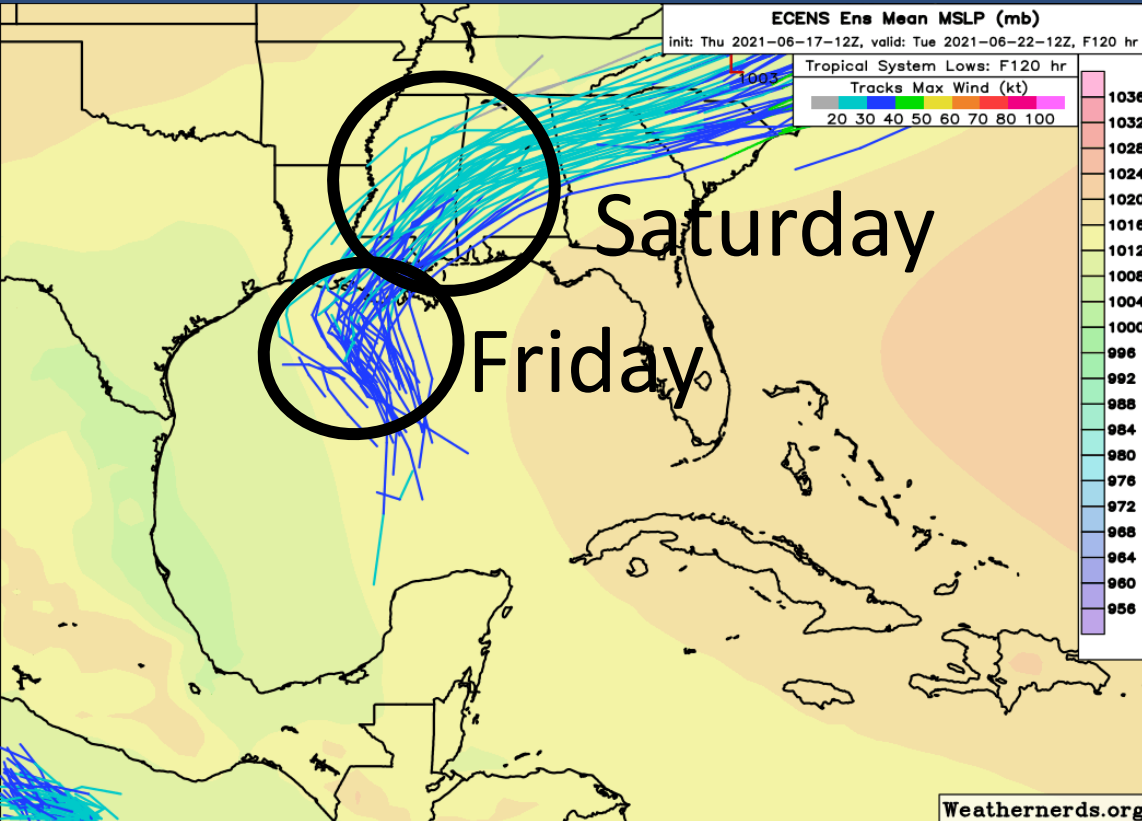 ECENS Ens Mean MSLP (mb)
init: Thu 2021-06-17-12Z, valid: Tue 2021-06-22-12Z, F120 hr
Tropical System Lows: F120 hr
Tracks Max Wind (kt)
20 30 40 50 60 70 80 100
1003
1036
1032
1028
1024
1020
1016
1012
1008
1004
1000
996
992
988
984
980
976
972
968
964
960
956
Saturday
Friday
Weathernerds.org